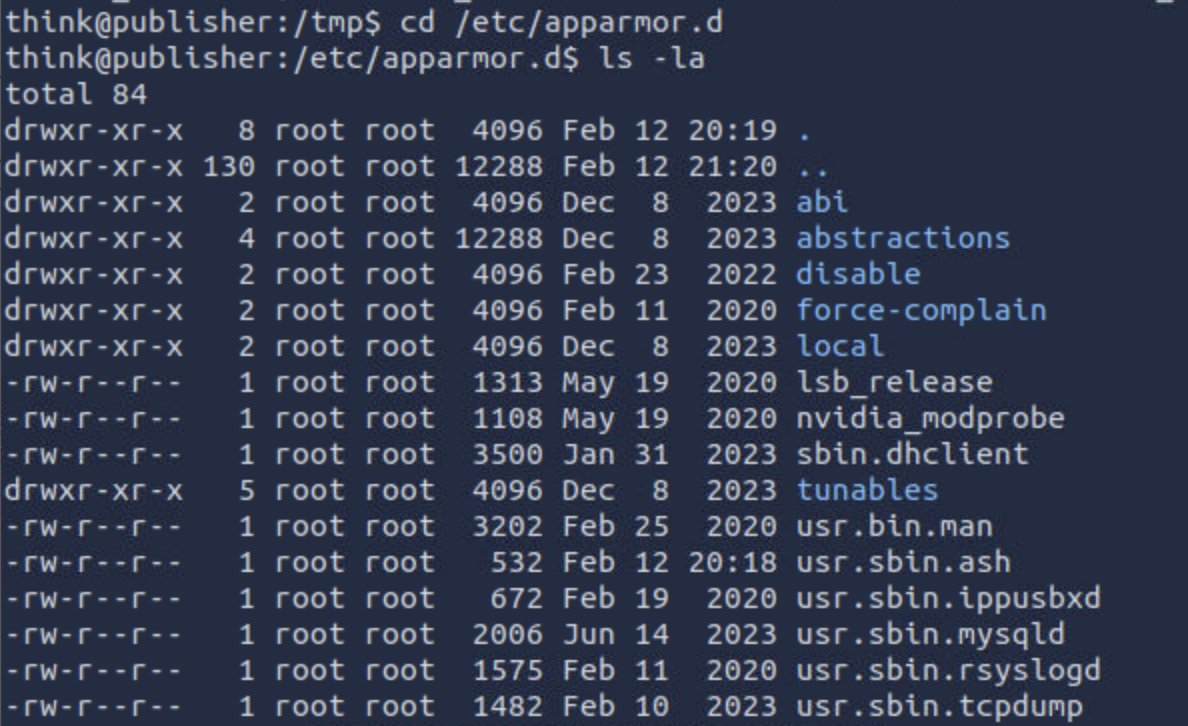 think@publisher:/tmp$ cd /etc/apparmor.d
think@publisher:/etc/apparmor.d$ ls -la
total 84
drwxr-xr-x   8 root root  4096 Feb 12 20:19 .
drwxr-xr-x 130 root root 12288 Feb 12 21:20 ..
drwxr-xr-x   2 root root  4096 Dec  8  2023 abi
drwxr-xr-x   4 root root 12288 Dec  8  2023 abstractions
drwxr-xr-x   2 root root  4096 Feb 23  2022 disable
drwxr-xr-x   2 root root  4096 Feb 11  2020 force-complain
drwxr-xr-x   2 root root  4096 Dec  8  2023 local
-rw-r--r--   1 root root  1313 May 19  2020 lsb_release
-rw-r--r--   1 root root  1108 May 19  2020 nvidia_modprobe
-rw-r--r--   1 root root  3500 Jan 31  2023 sbin.dhclient
drwxr-xr-x   5 root root  4096 Dec  8  2023 tunables
-rw-r--r--   1 root root  3202 Feb 25  2020 usr.bin.man
-rw-r--r--   1 root root   532 Feb 12 20:18 usr.sbin.ash
-rw-r--r--   1 root root   672 Feb 19  2020 usr.sbin.ippusbxd
-rw-r--r--   1 root root  2006 Jun 14  2023 usr.sbin.mysqld
-rw-r--r--   1 root root  1575 Feb 11  2020 usr.sbin.rsyslogd
-rw-r--r--   1 root root  1482 Feb 10  2023 usr.sbin.tcpdump